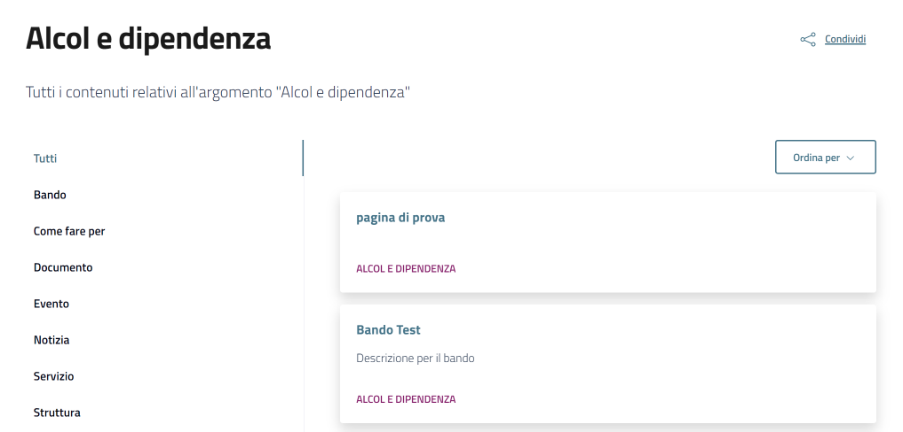 Alcol e dipendenza
Condividi
Tutti i contenuti relativi all'argomento "Alcol e dipendenza"
Tutti
Bando
Come fare per
Documento
Evento
Notizia
Servizio
Struttura
Ordina per
pagina di prova
ALCOL E DIPENDENZA
Bando Test
Descrizione per il bando
ALCOL E DIPENDENZA